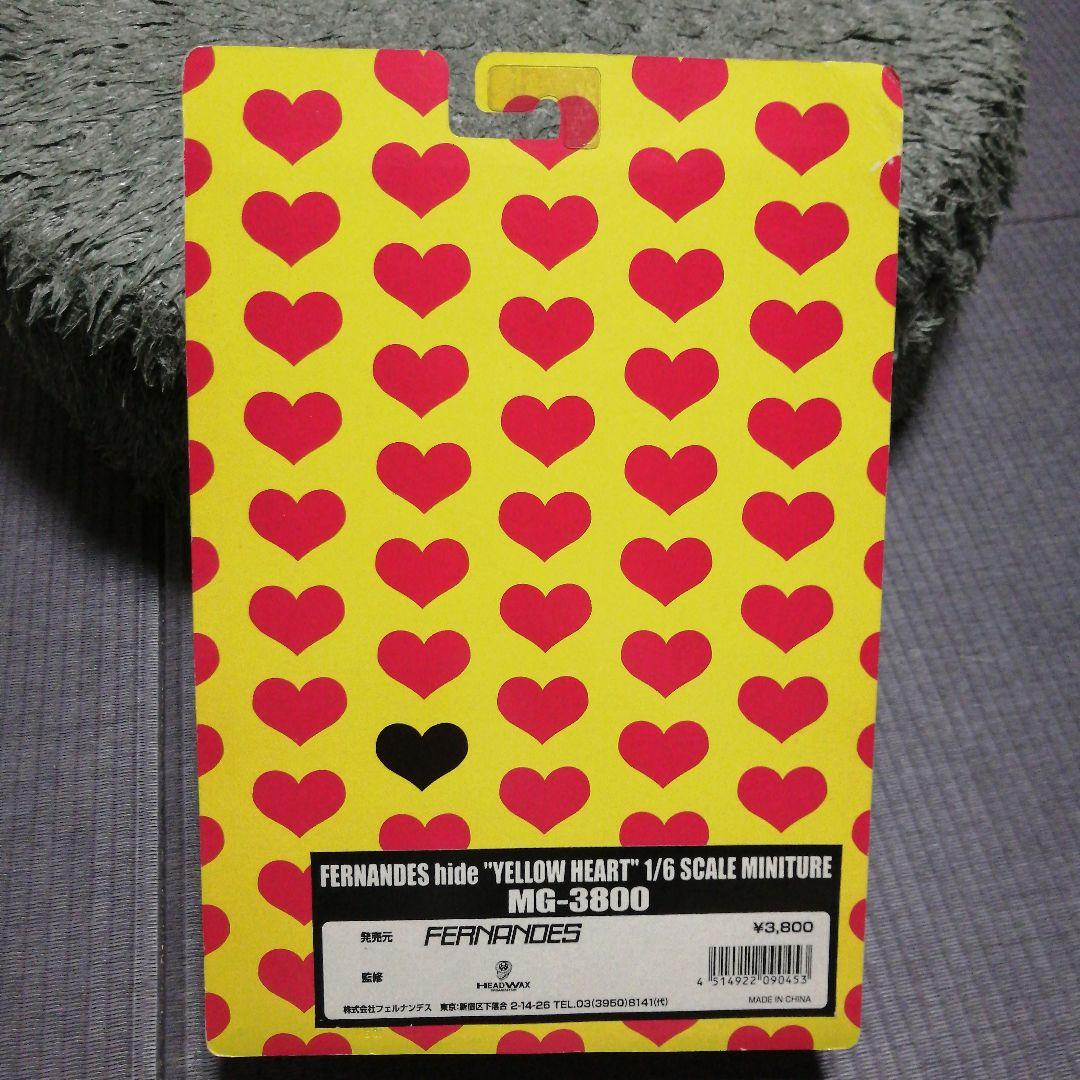 FERNANDES hide "YELLOW HEART" 1/6 SCALE MINITURE
MG-3800
発売元 FERNANDES
¥3,800
監修 HEADWAX
4 514922 090453
MADE IN CHINA
株式会社フェルナンデス 東京:新宿区下落合 2-14-26 TEL.03(3950)8141(代)